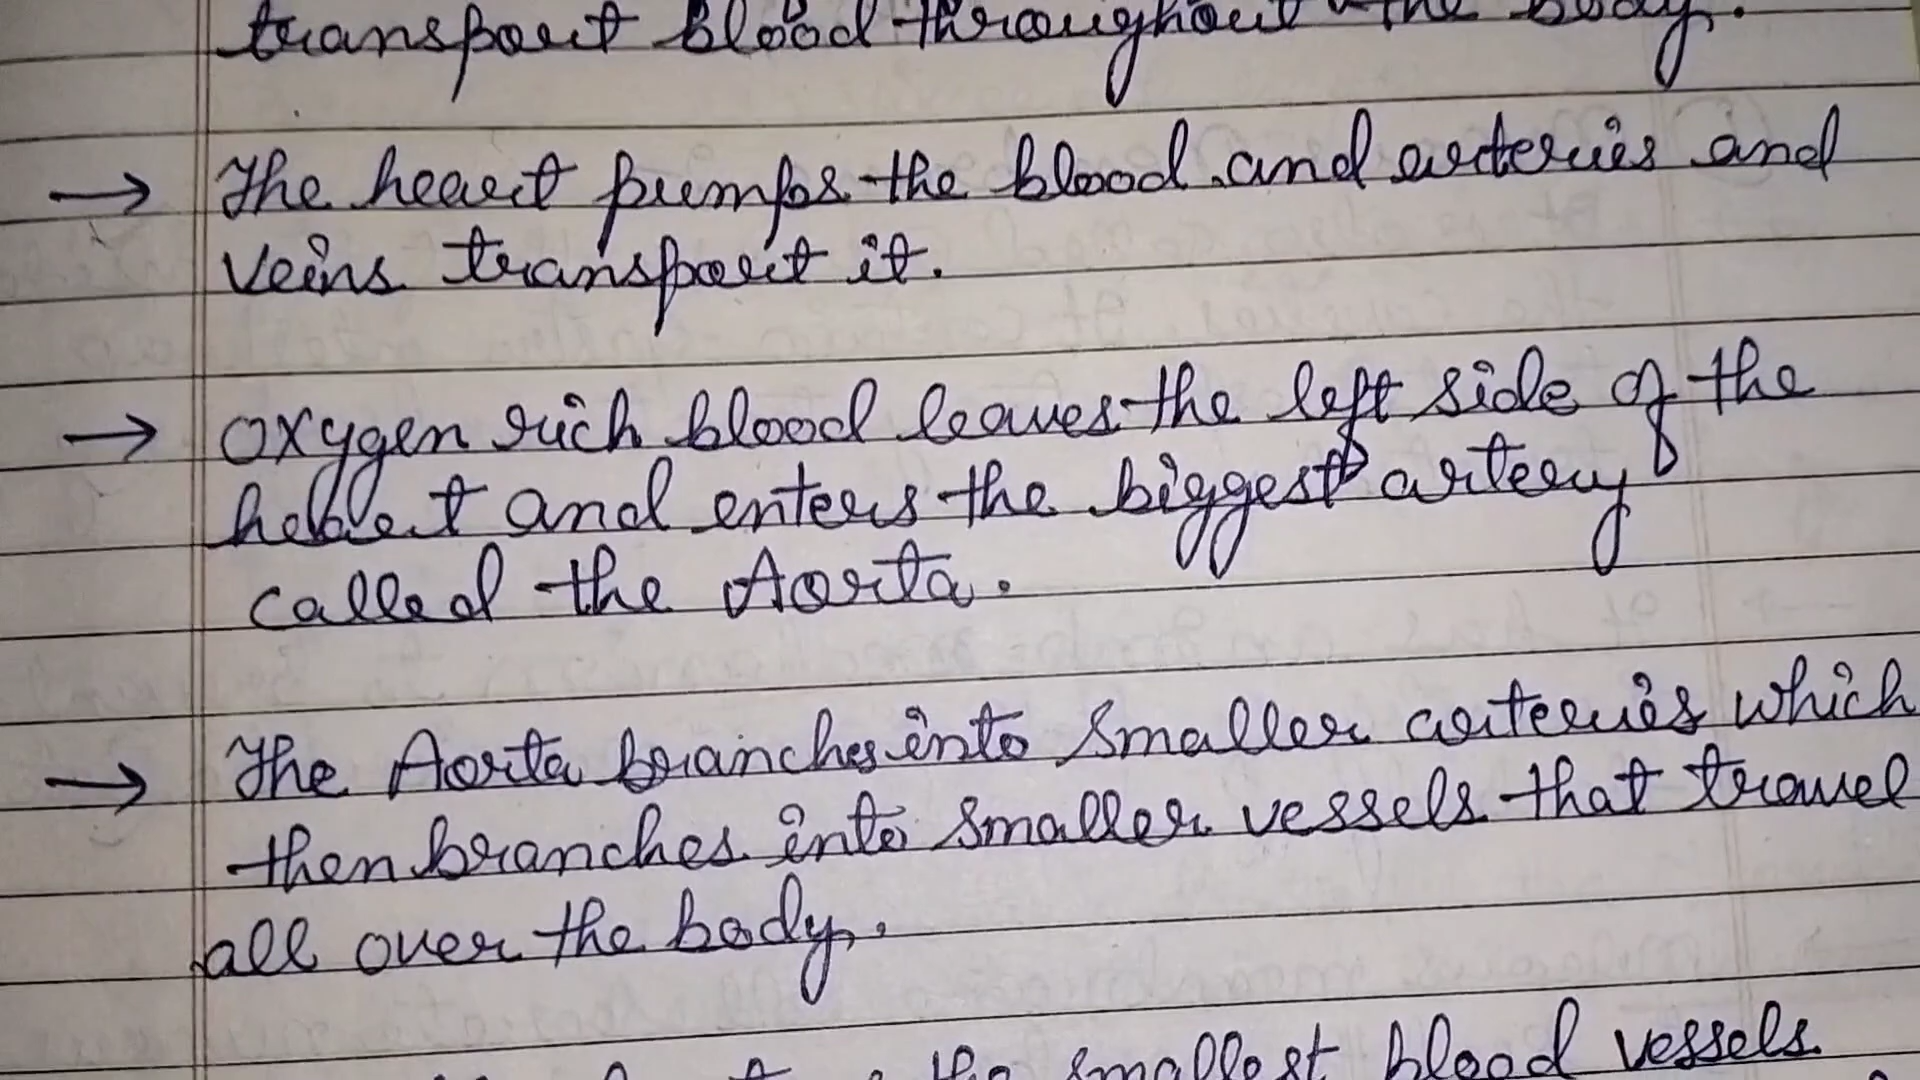 transport blood throughout the body.
→ The heart pumps the blood and arteries and
veins transport it.
→ Oxygen rich blood leaves the left side of the
heart and enters the biggest artery
called the Aorta.
→ The Aorta branches into smaller arteries which
then branches into smaller vessels that travel
all over the body.
the smallest blood vessels.